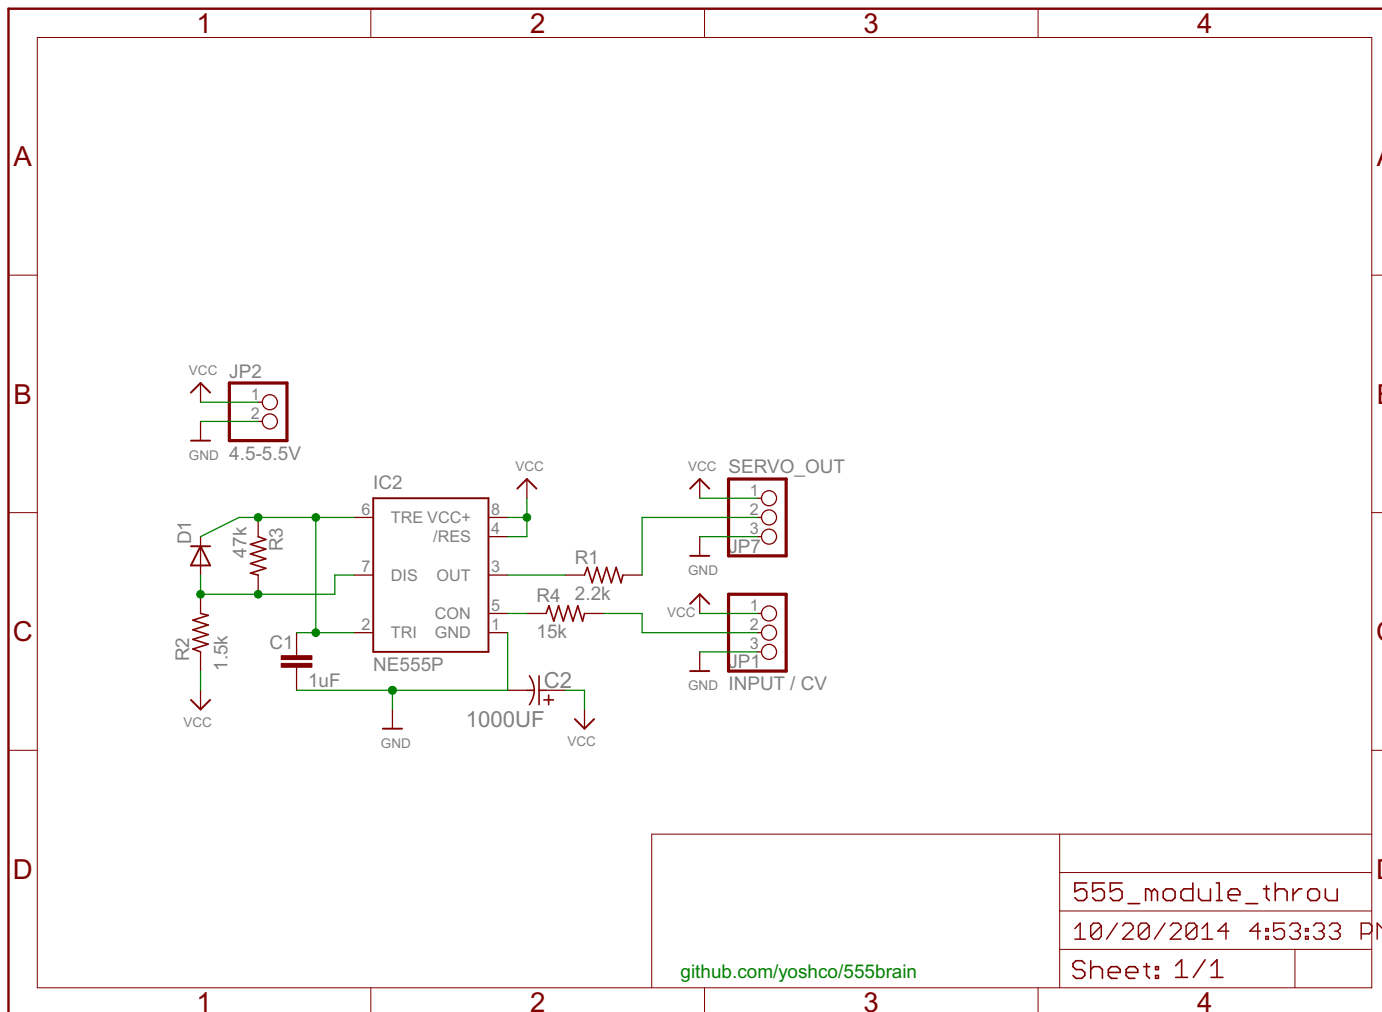 1 2 3 4
A A
B
VCC JP2
1
2
GND 4.5-5.5V
IC2
VCC
VCC SERVO_OUT
1
2
3
JP7
GND
6 TRE VCC+ 8
/RES 4
D1
47k
R3
7 DIS OUT 3
R1
2.2k
CON 5
R4
15k
2 TRI GND 1
NE555P
VCC
1
2
3
JP1
GND INPUT / CV
C C
R2
1.5k
C1
1uF
VCC
GND
C2
1000UF
VCC
D
555_module_throu
10/20/2014 4:53:33 PM
Sheet: 1/1
github.com/yoshco/555brain
1 2 3 4